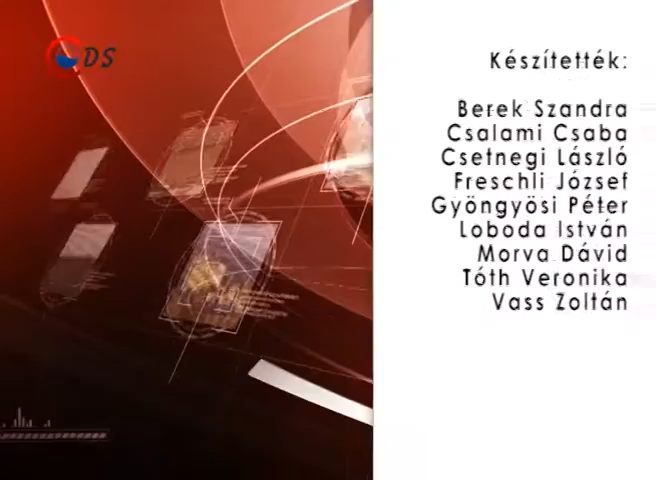 DS
Készítették:
Berek Szandra
Csalami Csaba
Csetnegi László
Freschli József
Gyöngyösi Péter
Loboda István
Morva Dávid
Tóth Veronika
Vass Zoltán